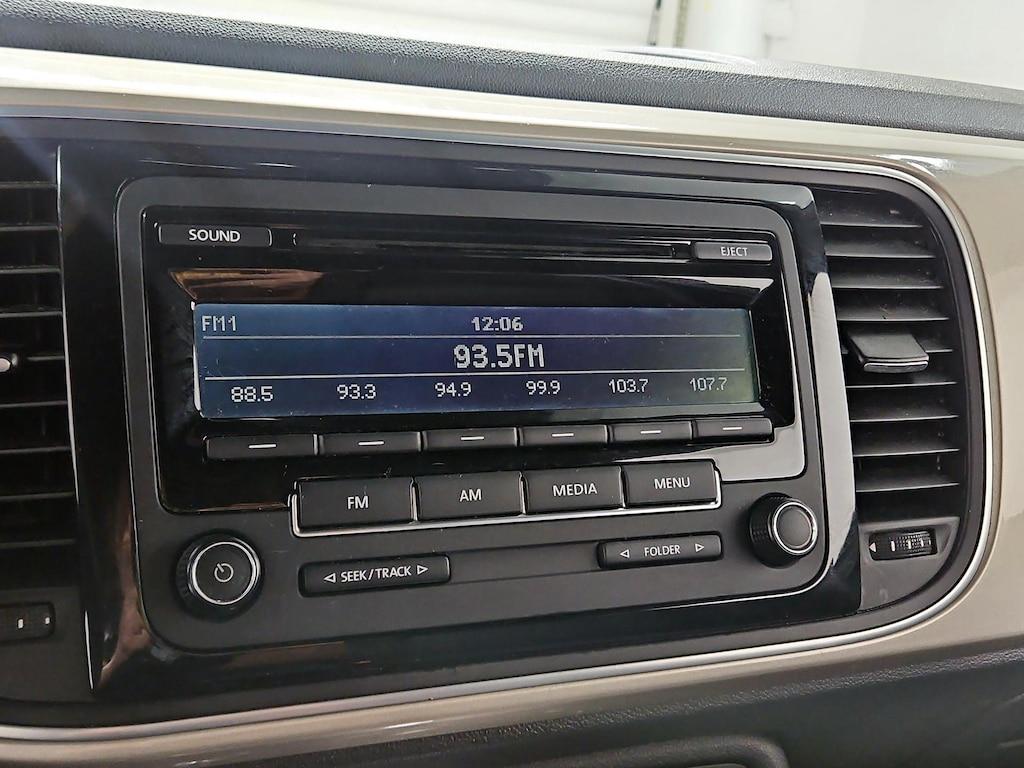 SOUND EJECT
FM1 12:06
93.5FM
88.5 93.3 94.9 99.9 103.7 107.7
FM AM MEDIA MENU
SEEK/TRACK FOLDER